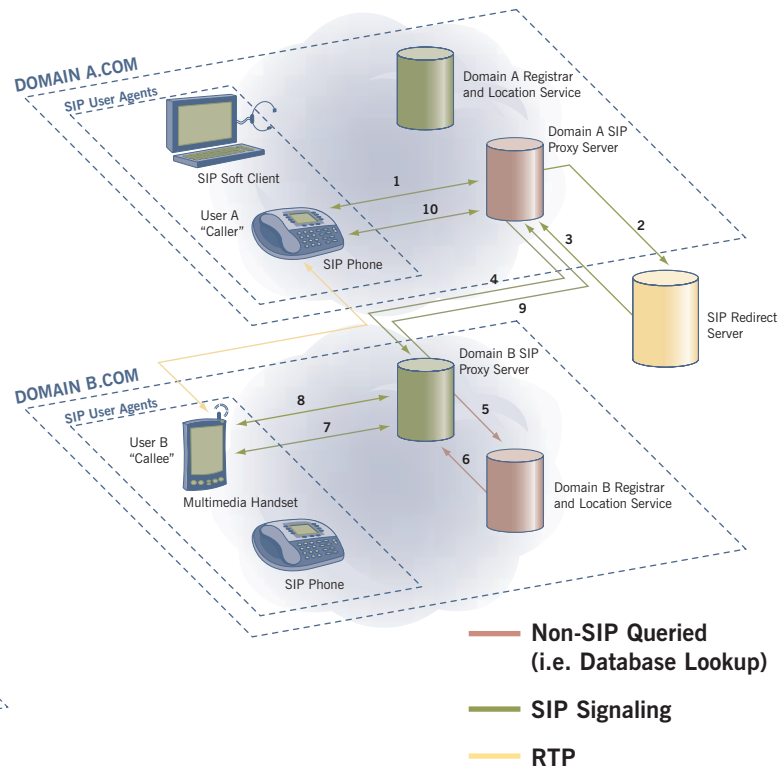 DOMAIN A.COM
SIP User Agents
Domain A Registrar
and Location Service
Domain A SIP
Proxy Server
SIP Soft Client
1
User A
“Caller”
10
2
3
SIP Phone
4
9
SIP Redirect
Server
DOMAIN B.COM
Domain B SIP
Proxy Server
SIP User Agents
8
5
User B
“Callee”
7
6
Multimedia Handset
Domain B Registrar
and Location Service
SIP Phone
Non-SIP Queried
(i.e. Database Lookup)
SIP Signaling
RTP